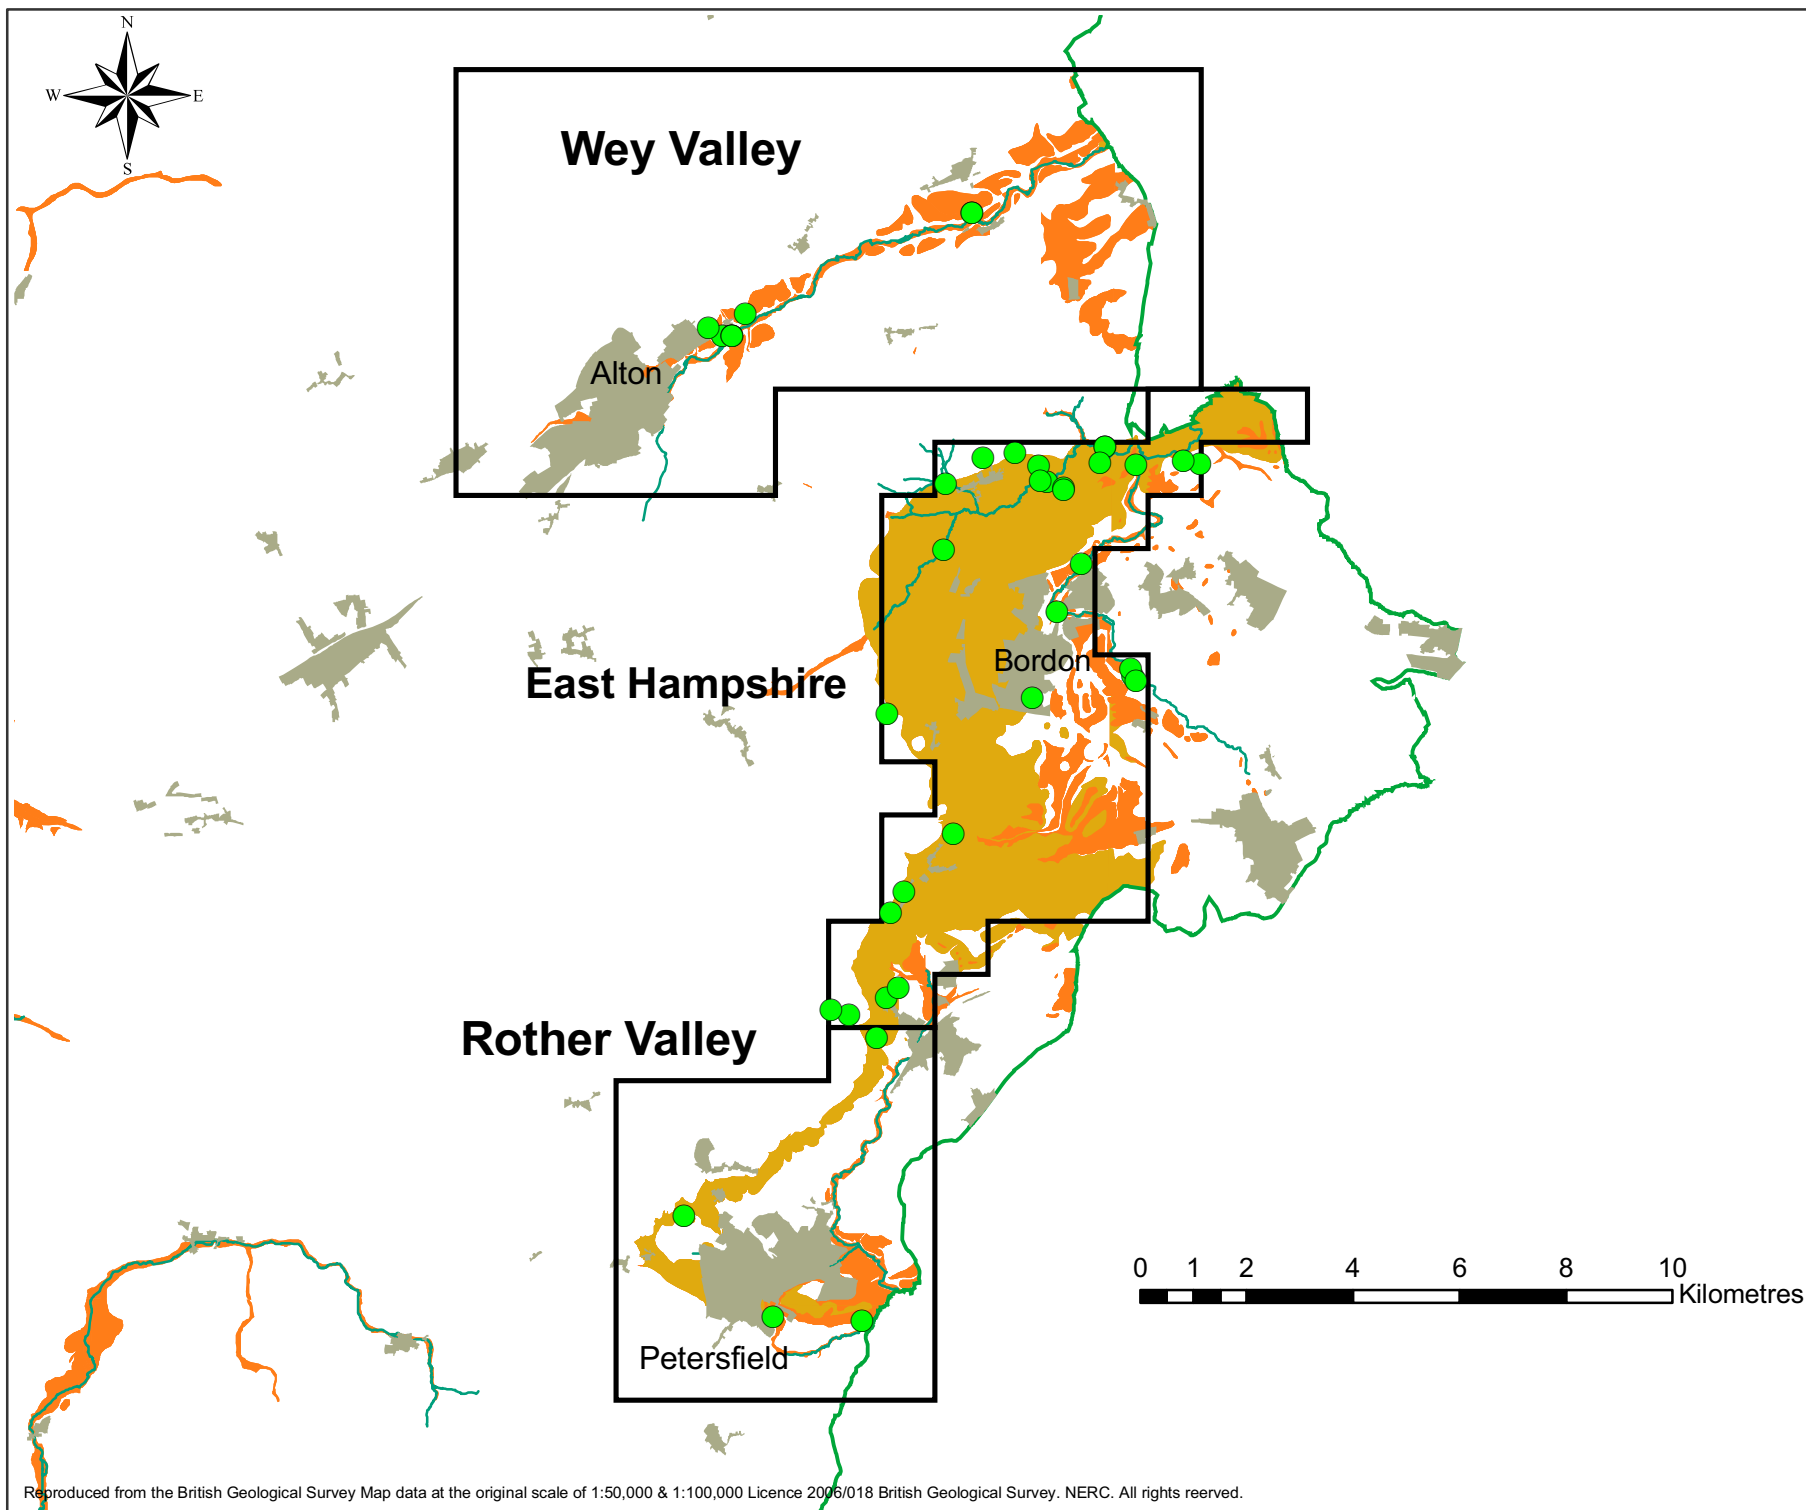 N
W E
S
Wey Valley
Alton
Bordon
East Hampshire
Rother Valley
0 1 2 4 6 8 10
Kilometres
Petersfield
Reproduced from the British Geological Survey Map data at the original scale of 1:50,000 & 1:100,000 Licence 2006/018 British Geological Survey. NERC. All rights reerved.